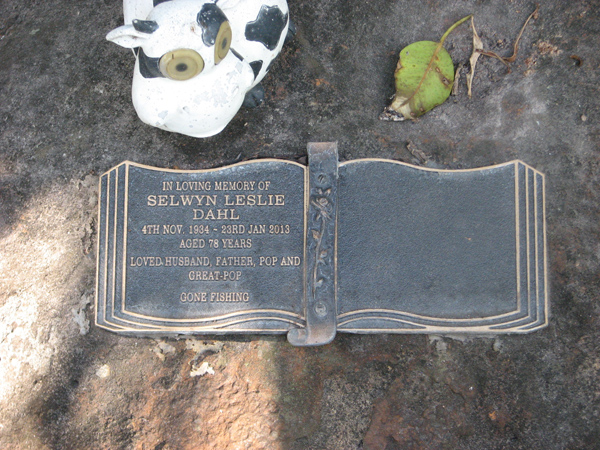 IN LOVING MEMORY OF
SELWYN LESLIE
DAHL
4TH NOV. 1934 - 23RD JAN 2013
AGED 78 YEARS
LOVED HUSBAND, FATHER, POP AND
GREAT-POP
GONE FISHING